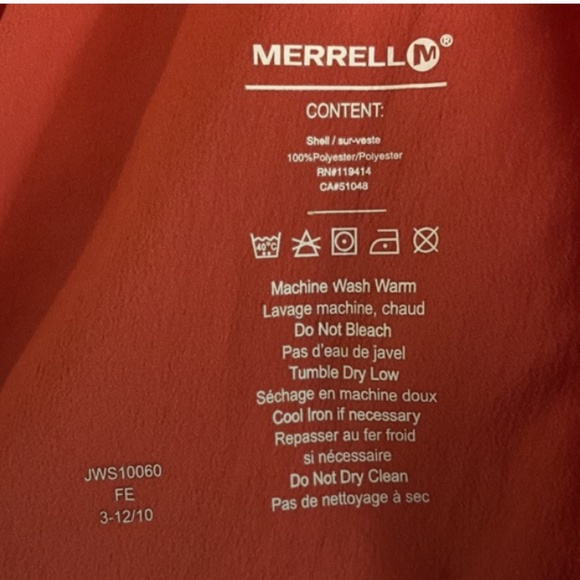 MERRELL M®
CONTENT:
Shell / sur-veste
100%Polyester/Polyester
RN#119414
CA#51048
40°C
Machine Wash Warm
Lavage machine, chaud
Do Not Bleach
Pas d'eau de javel
Tumble Dry Low
Séchage en machine doux
Cool Iron if necessary
Repasser au fer froid
si nécessaire
Do Not Dry Clean
Pas de nettoyage à sec
JWS10060
FE
3-12/10